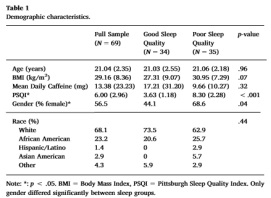 Table 1
Demographic characteristics.
Full Sample (N = 69) Good Sleep Quality (N = 34) Poor Sleep Quality (N = 35) p-value
Age (years) 21.04 (2.35) 21.03 (2.55) 21.06 (2.18) .96
BMI (kg/m²) 29.16 (8.36) 27.31 (9.07) 30.95 (7.29) .07
Mean Daily Caffeine (mg) 13.38 (23.23) 17.21 (31.20) 9.66 (10.27) .32
PSQI* 6.00 (2.96) 3.63 (1.18) 8.30 (2.28) < .001
Gender (% female)* 56.5 44.1 68.6 .04
Race (%) .44
White 68.1 73.5 62.9
African American 23.2 20.6 25.7
Hispanic/Latino 1.4 0 2.9
Asian American 2.9 0 5.7
Other 4.3 5.9 2.9
Note: *: p < .05. BMI = Body Mass Index, PSQI = Pittsburgh Sleep Quality Index. Only
gender differed significantly between sleep groups.